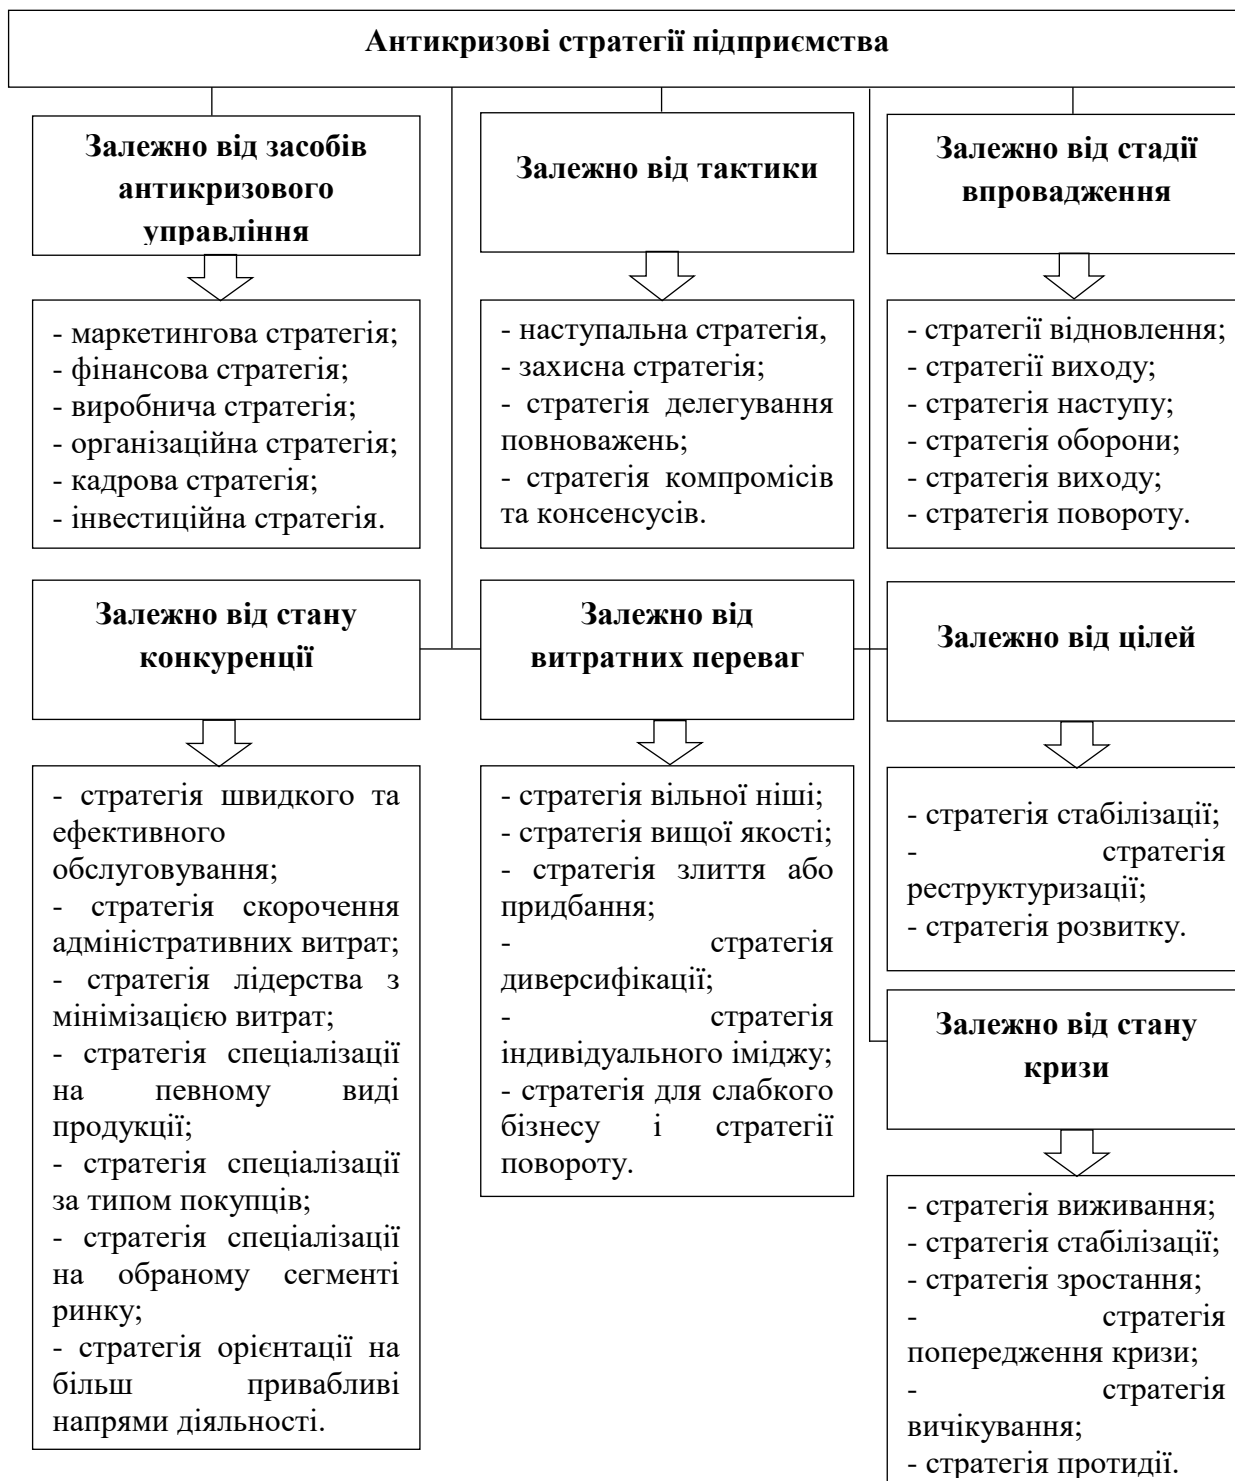 Антикризові стратегії підприємства
Залежно від засобів
антикризового
управління
- маркетингова стратегія;
- фінансова стратегія;
- виробнича стратегія;
- організаційна стратегія;
- кадрова стратегія;
- інвестиційна стратегія.
Залежно від тактики
- наступальна стратегія,
- захисна стратегія;
- стратегія делегування
повноважень;
- стратегія компромісів
та консенсусів.
Залежно від стадії
впровадження
- стратегії відновлення;
- стратегії виходу;
- стратегія наступу;
- стратегія оборони;
- стратегія виходу;
- стратегія повороту.
Залежно від стану
конкуренції
- стратегія швидкого та
ефективного
обслуговування;
- стратегія скорочення
адміністративних витрат;
- стратегія лідерства з
мінімізацією витрат;
- стратегія спеціалізації
на певному виді
продукції;
- стратегія спеціалізації
за типом покупців;
- стратегія спеціалізації
на обраному сегменті
ринку;
- стратегія орієнтації на
більш привабливі
напрями діяльності.
Залежно від
витратних переваг
- стратегія вільної ніші;
- стратегія вищої якості;
- стратегія злиття або
придбання;
- стратегія
диверсифікації;
- стратегія
індивідуального іміджу;
- стратегія для слабкого
бізнесу і стратегії
повороту.
Залежно від цілей
- стратегія стабілізації;
- стратегія
реструктуризації;
- стратегія розвитку.
Залежно від стану
кризи
- стратегія виживання;
- стратегія стабілізації;
- стратегія зростання;
- стратегія
попередження кризи;
- стратегія
вичікування;
- стратегія протидії.